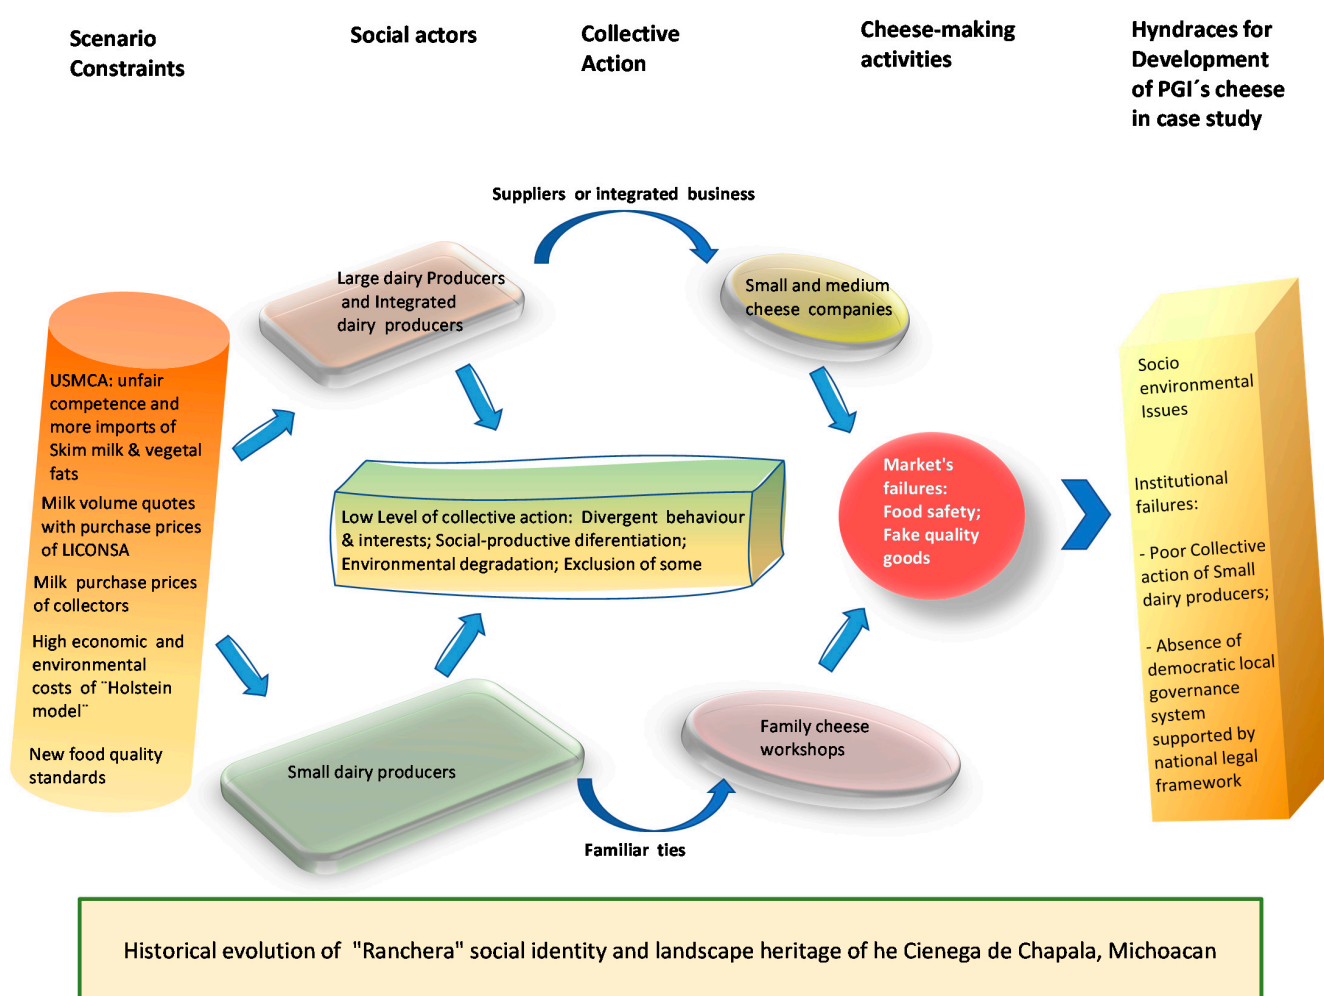 Scenario
Constraints
Social actors
Collective
Action
Cheese-making
activities
Hyndraces for
Development
of PGI´s cheese
in case study
Suppliers or integrated business
Large dairy Producers
and Integrated
dairy producers
Small and medium
cheese companies
USMCA: unfair
competence and
more imports of
Skim milk & vegetal
fats
Milk volume quotes
with purchase prices
of LICONSA
Milk purchase prices
of collectors
High economic and
environmental
costs of ¨Holstein
model¨
New food quality
standards
Low Level of collective action: Divergent behaviour
& interests; Social-productive diferentiation;
Environmental degradation; Exclusion of some
Market's
failures:
Food safety;
Fake quality
goods
Small dairy producers
Family cheese
workshops
Familiar ties
Socio
environmental
Issues
Institutional
failures:
- Poor Collective
action of Small
dairy producers;
- Absence of
democratic local
governance
system
supported by
national legal
framework
Historical evolution of "Ranchera" social identity and landscape heritage of he Cienega de Chapala, Michoacan